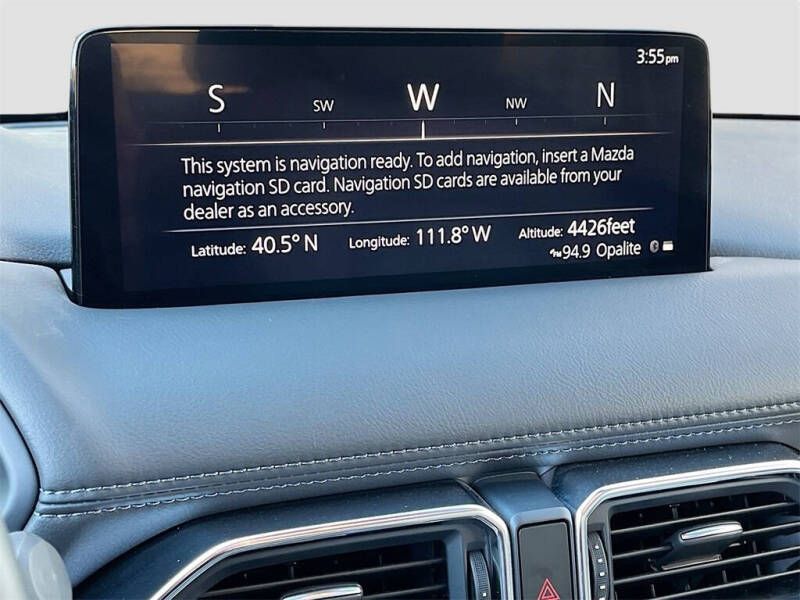 3:55pm
S SW W NW N
This system is navigation ready. To add navigation, insert a Mazda
navigation SD card. Navigation SD cards are available from your
dealer as an accessory.
Latitude: 40.5° N Longitude: 111.8° W Altitude: 4426feet
FM 94.9 Opalite